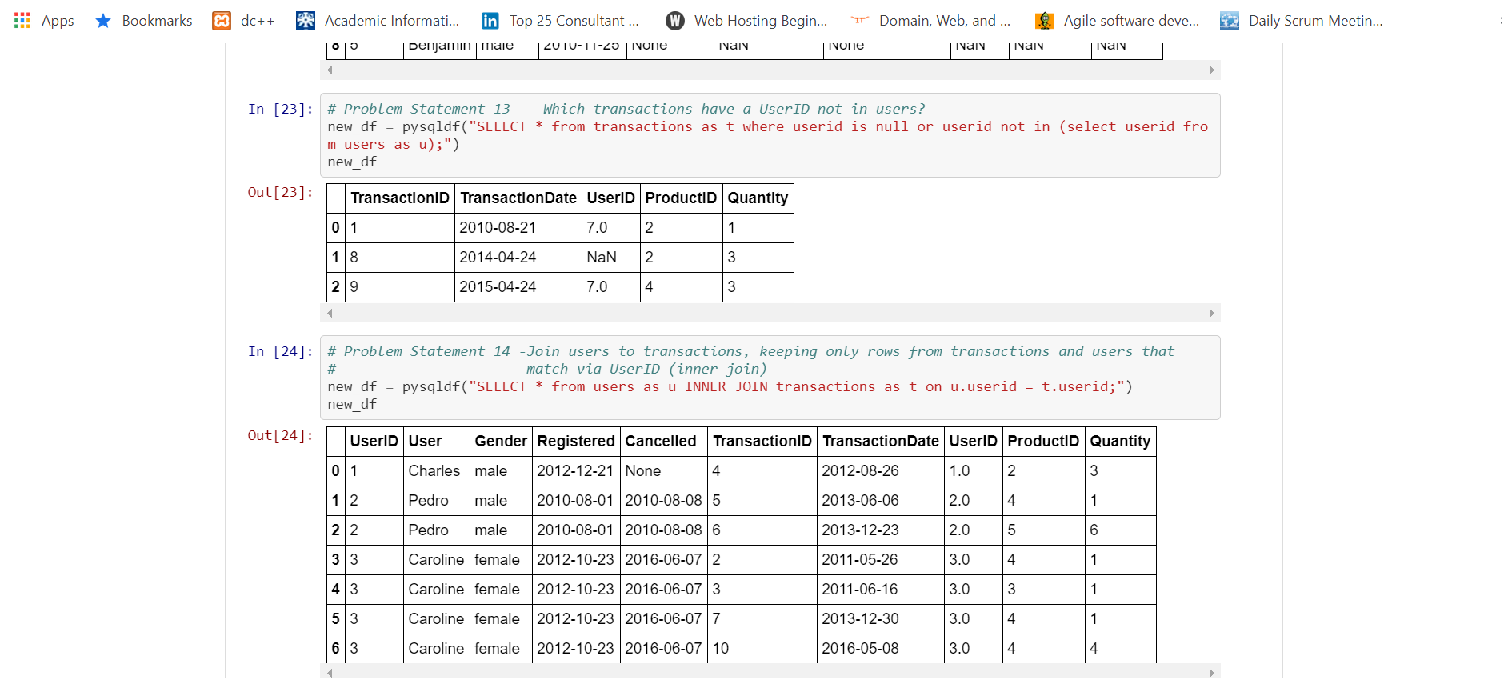 Apps Bookmarks dc++ Academic Informati... Top 25 Consultant ... Web Hosting Begin... Domain, Web, and ... Agile software deve... Daily Scrum Meetin...
8 5 Benjamin male 2010-11-26 None NaN None NaN NaN NaN
In [23]: # Problem Statement 13 Which transactions have a UserID not in users?
new_df = pysqldf("SELECT * from transactions as t where userid is null or userid not in (select userid fro
m users as u);")
new_df
Out[23]:
TransactionID TransactionDate UserID ProductID Quantity
0 1 2010-08-21 7.0 2 1
1 8 2014-04-24 NaN 2 3
2 9 2015-04-24 7.0 4 3
In [24]: # Problem Statement 14 -Join users to transactions, keeping only rows from transactions and users that
# match via UserID (inner join)
new_df = pysqldf("SELECT * from users as u INNER JOIN transactions as t on u.userid = t.userid;")
new_df
Out[24]:
UserID User Gender Registered Cancelled TransactionID TransactionDate UserID ProductID Quantity
0 1 Charles male 2012-12-21 None 4 2012-08-26 1.0 2 3
1 2 Pedro male 2010-08-01 2010-08-08 5 2013-06-06 2.0 4 1
2 2 Pedro male 2010-08-01 2010-08-08 6 2013-12-23 2.0 5 6
3 3 Caroline female 2012-10-23 2016-06-07 2 2011-05-26 3.0 4 1
4 3 Caroline female 2012-10-23 2016-06-07 3 2011-06-16 3.0 3 1
5 3 Caroline female 2012-10-23 2016-06-07 7 2013-12-30 3.0 4 1
6 3 Caroline female 2012-10-23 2016-06-07 10 2016-05-08 3.0 4 4